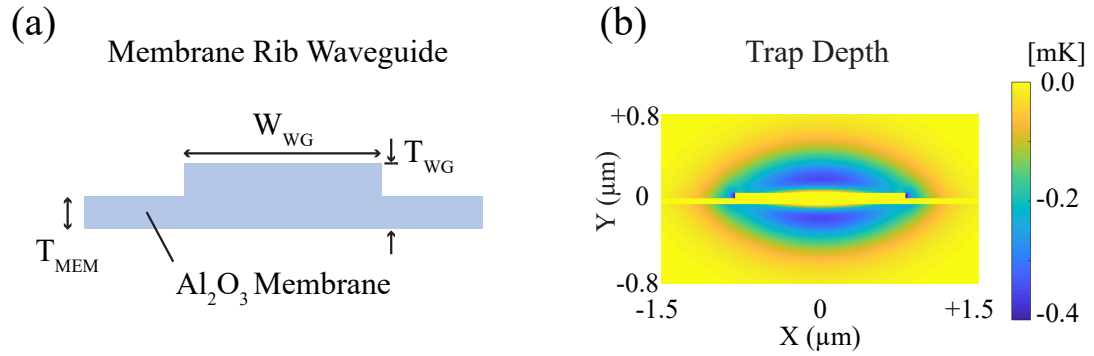 (a)
Membrane Rib Waveguide
W_WG
T_WG
T_MEM
Al₂O₃ Membrane
(b)
Trap Depth
[mK]
+0.8
0
-0.8
Y (µm)
-1.5
0
+1.5
X (µm)
0.0
-0.2
-0.4